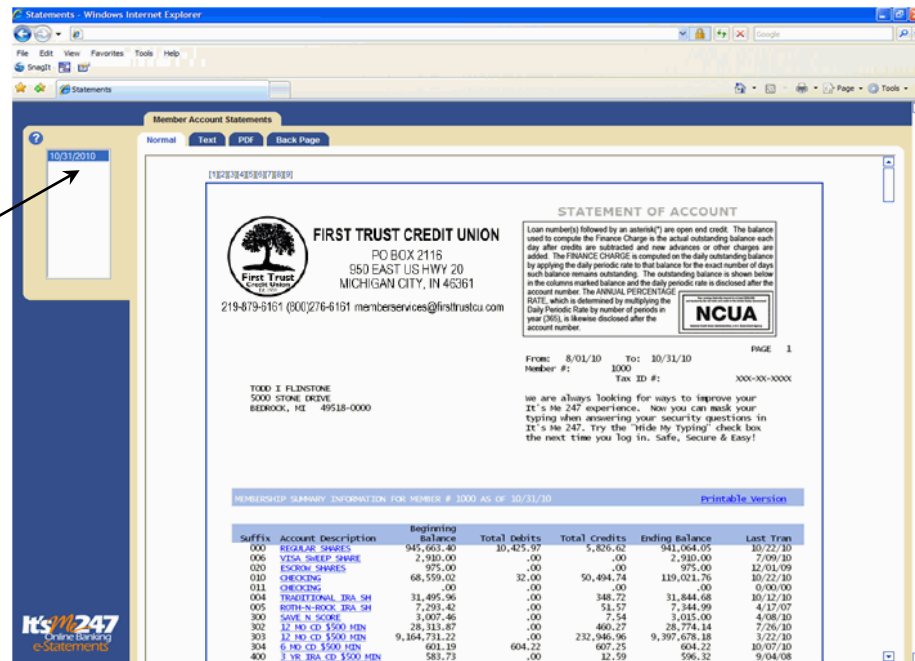 Statements - Windows Internet Explorer
Google
File Edit View Favorites Tools Help
SnagIt
Statements
Page Tools
Member Account Statements
Normal Text PDF Back Page
10/31/2010
[1][2][3][4][5][6][7][8][9]
STATEMENT OF ACCOUNT
First Trust
Credit Union
FIRST TRUST CREDIT UNION
PO BOX 2116
950 EAST US HWY 20
MICHIGAN CITY, IN 46361
219-879-6161 (800)276-6161 memberservices@firsttrustcu.com
Loan number(s) followed by an asterisk(*) are open end credit. The balance
used to compute the Finance Charge is the actual outstanding balance each
day after credits are subtracted and new advances or other charges are
added. The FINANCE CHARGE is computed on the daily outstanding balance
by applying the daily periodic rate to that balance for the exact number of days
such balance remains outstanding. The outstanding balance is shown below
in the columns marked balance and the daily periodic rate is disclosed after the
account number. The ANNUAL PERCENTAGE
RATE, which is determined by multiplying the
Daily Periodic Rate by number of periods in
year (365), is likewise disclosed after the
account number.
NCUA
PAGE 1
From: 8/01/10 To: 10/31/10
Member #: 1000
Tax ID #: XXX-XX-XXXX
TODD I FLINSTONE
5000 STONE DRIVE
BEDROCK, MI 49518-0000
We are always looking for ways to improve your
It's Me 247 experience. Now you can mask your
typing when answering your security questions in
It's Me 247. Try the "Hide My Typing" check box
the next time you log in. Safe, Secure & Easy!
MEMBERSHIP SUMMARY INFORMATION FOR MEMBER # 1000 AS OF 10/31/10 Printable Version
Beginning
Suffix Account Description Balance Total Debits Total Credits Ending Balance Last Tran
000 REGULAR SHARES 945,663.40 10,425.97 5,826.62 941,064.05 10/22/10
006 VISA SWEEP SHARE 2,910.00 .00 .00 2,910.00 7/09/10
020 ESCROW SHARES 975.00 .00 .00 975.00 12/01/09
010 CHECKING 68,559.02 32.00 50,494.74 119,021.76 10/22/10
011 CHECKING .00 .00 .00 .00 0/00/00
004 TRADITIONAL IRA SH 31,495.96 .00 348.72 31,844.68 10/12/10
005 ROTH-N-ROCK IRA SH 7,293.42 .00 51.57 7,344.99 4/17/07
300 SAVE N SCORE 3,007.46 .00 7.54 3,015.00 4/08/10
302 12 MO CD $500 MIN 28,313.87 .00 460.27 28,774.14 7/26/10
303 12 MO CD $500 MIN 9,164,731.22 .00 232,946.96 9,397,678.18 3/22/10
304 6 MO CD $500 MIN 601.19 604.22 607.25 604.22 10/07/10
400 3 YR IRA CD $500 MIN 583.73 .00 12.59 596.32 9/04/08
It's Me 247
Online Banking
e-Statements